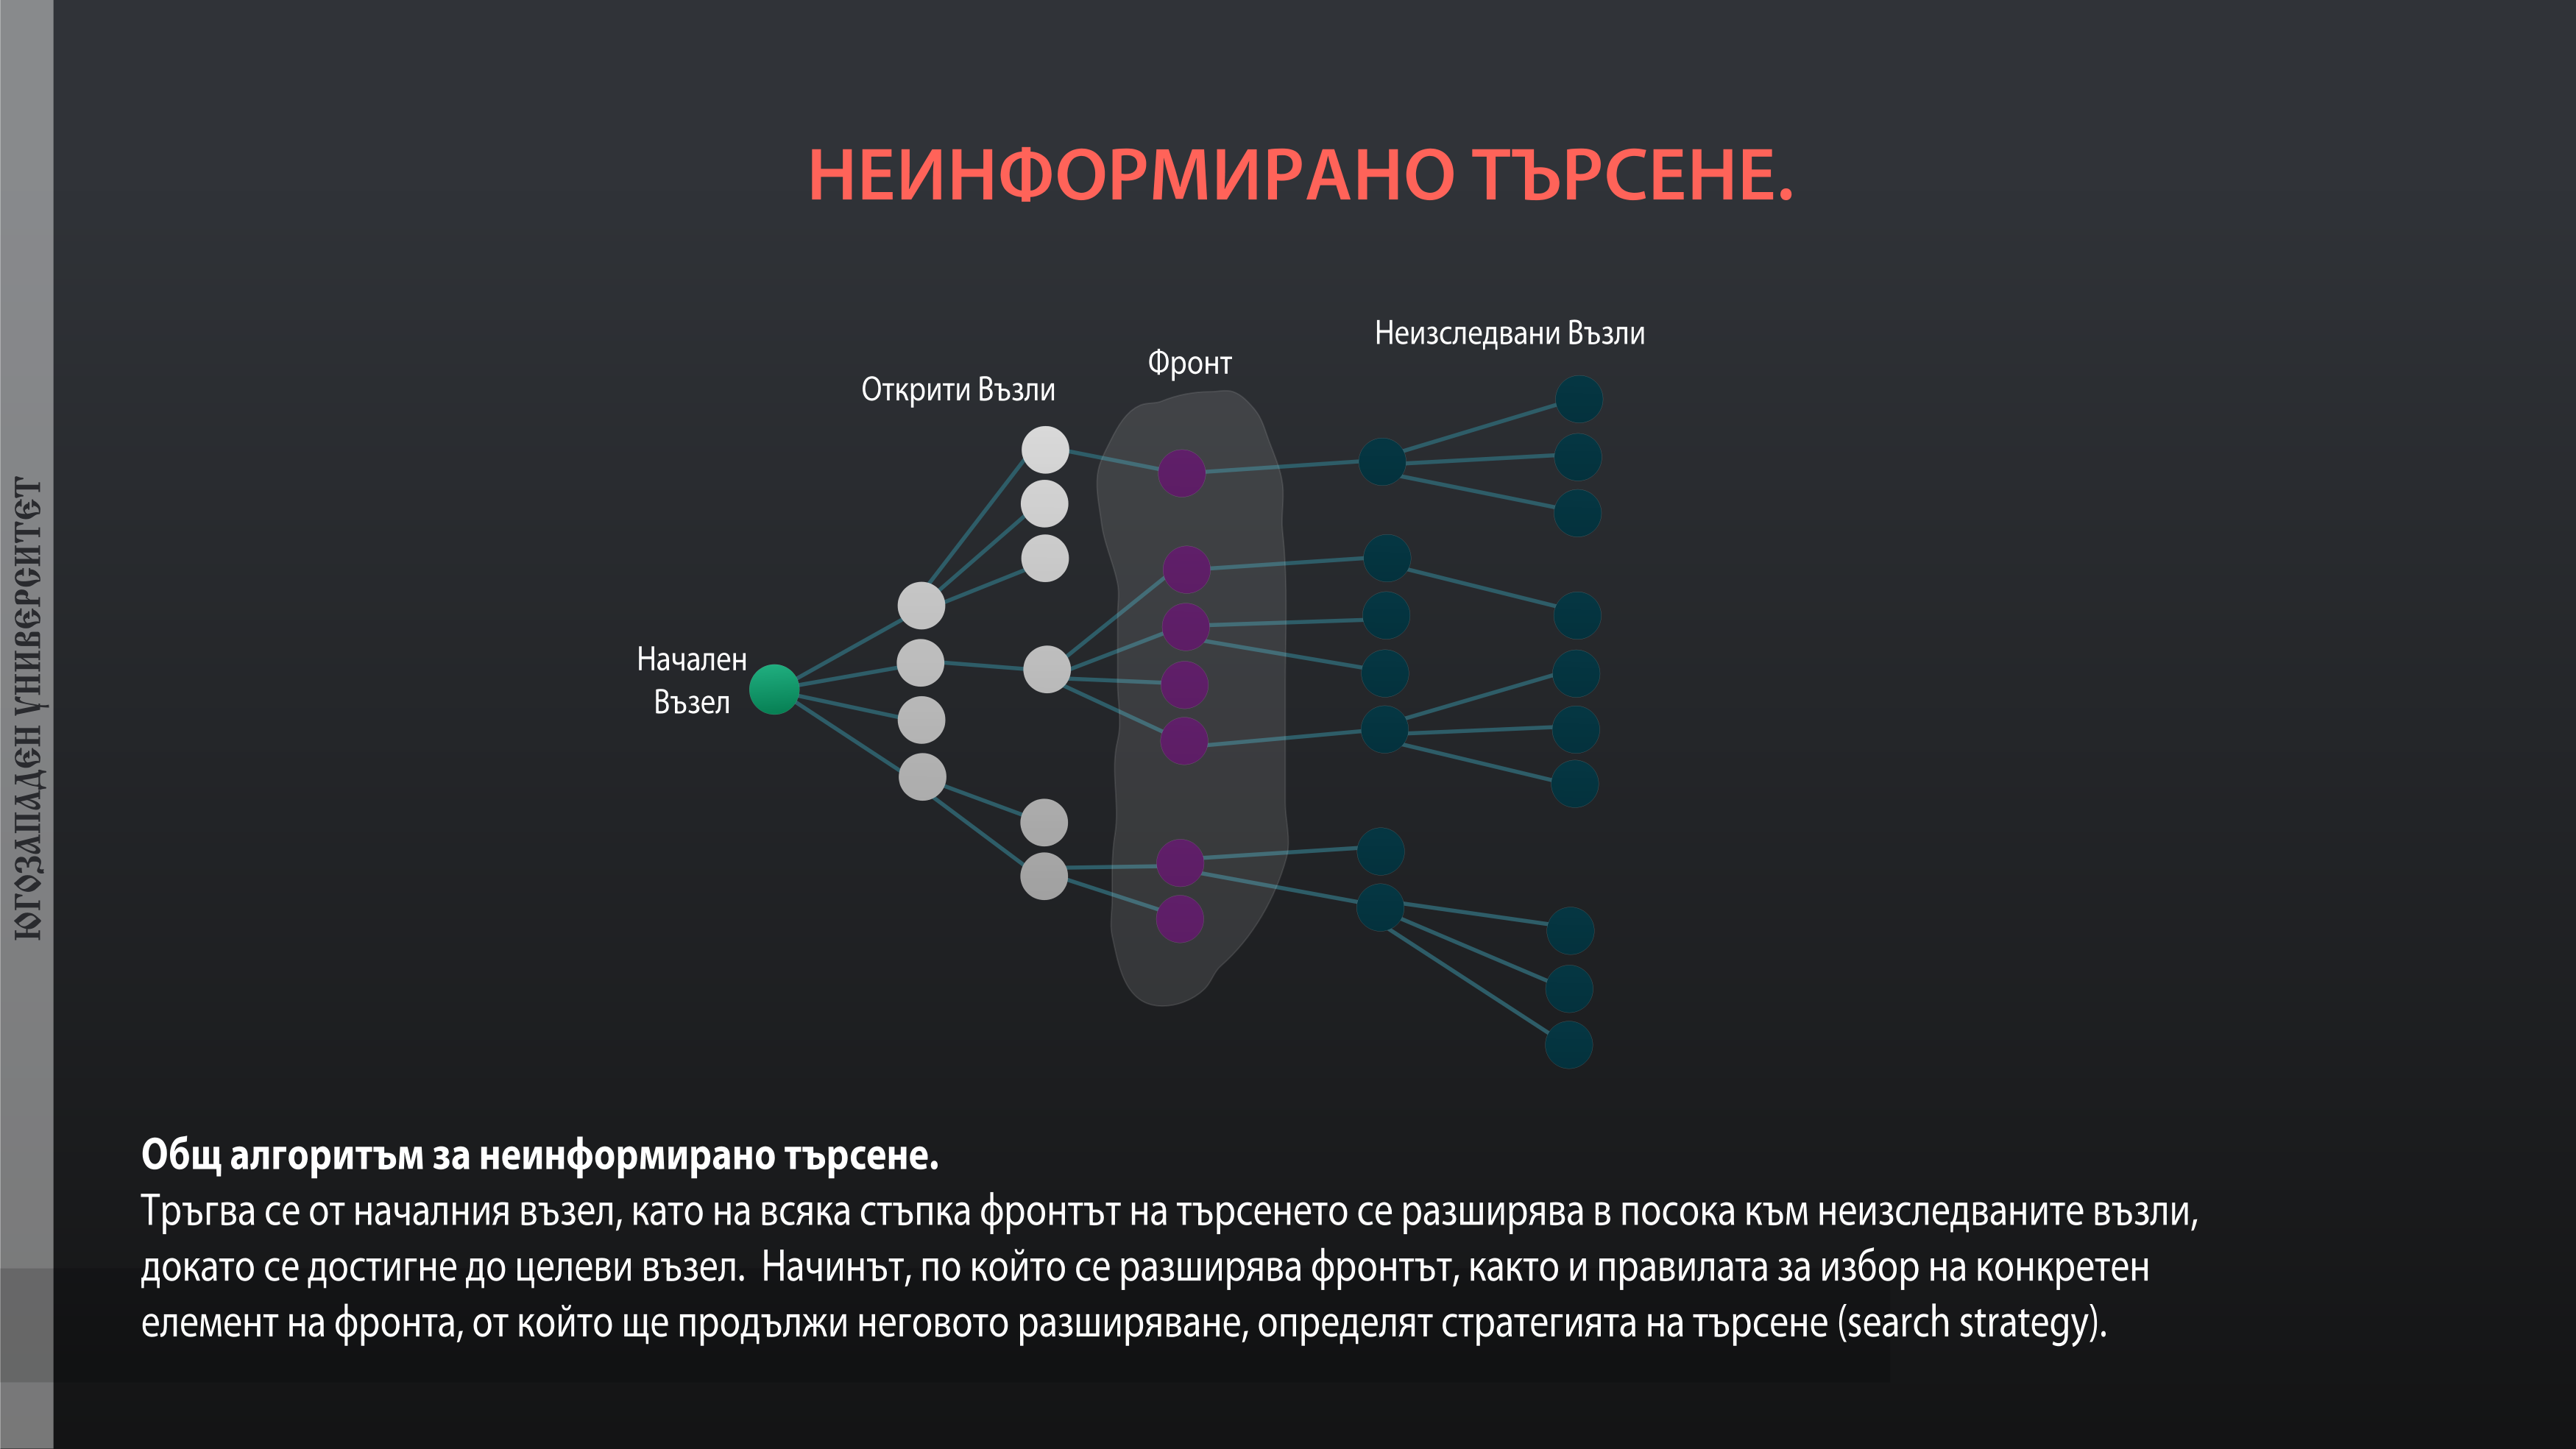 НЕИНФОРМИРАНО ТЪРСЕНЕ.
Неизследвани Възли
Фронт
Открити Възли
Начален
Възел
ЮГОЗАПАДЕН УНИВЕРСИТЕТ
Общ алгоритъм за неинформирано търсене.
Тръгва се от началния възел, като на всяка стъпка фронтът на търсенето се разширява в посока към неизследваните възли,
докато се достигне до целеви възел.  Начинът, по който се разширява фронтът, както и правилата за избор на конкретен
елемент на фронта, от който ще продължи неговото разширяване, определят стратегията на търсене (search strategy).